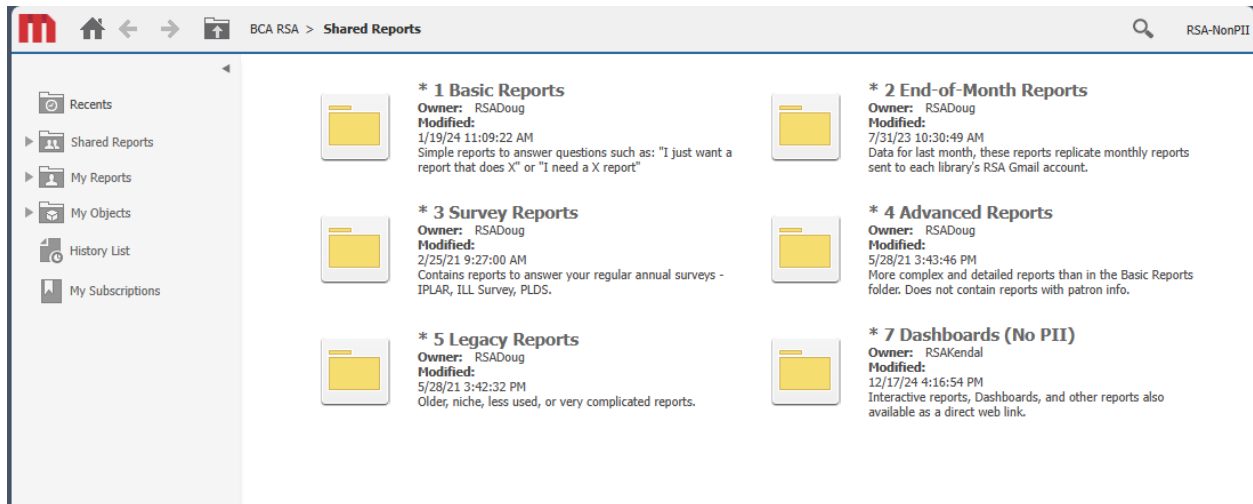 BCA RSA > Shared Reports
RSA-NonPII
Recents
Shared Reports
My Reports
My Objects
History List
My Subscriptions
* 1 Basic Reports
Owner: RSADoug
Modified:
1/19/24 11:09:22 AM
Simple reports to answer questions such as: "I just want a
report that does X" or "I need a X report"
* 2 End-of-Month Reports
Owner: RSADoug
Modified:
7/31/23 10:30:49 AM
Data for last month, these reports replicate monthly reports
sent to each library's RSA Gmail account.
* 3 Survey Reports
Owner: RSADoug
Modified:
2/25/21 9:27:00 AM
Contains reports to answer your regular annual surveys -
IPLAR, ILL Survey, PLDS.
* 4 Advanced Reports
Owner: RSADoug
Modified:
5/28/21 3:43:46 PM
More complex and detailed reports than in the Basic Reports
folder. Does not contain reports with patron info.
* 5 Legacy Reports
Owner: RSADoug
Modified:
5/28/21 3:42:32 PM
Older, niche, less used, or very complicated reports.
* 7 Dashboards (No PII)
Owner: RSAKendal
Modified:
12/17/24 4:16:54 PM
Interactive reports, Dashboards, and other reports also
available as a direct web link.